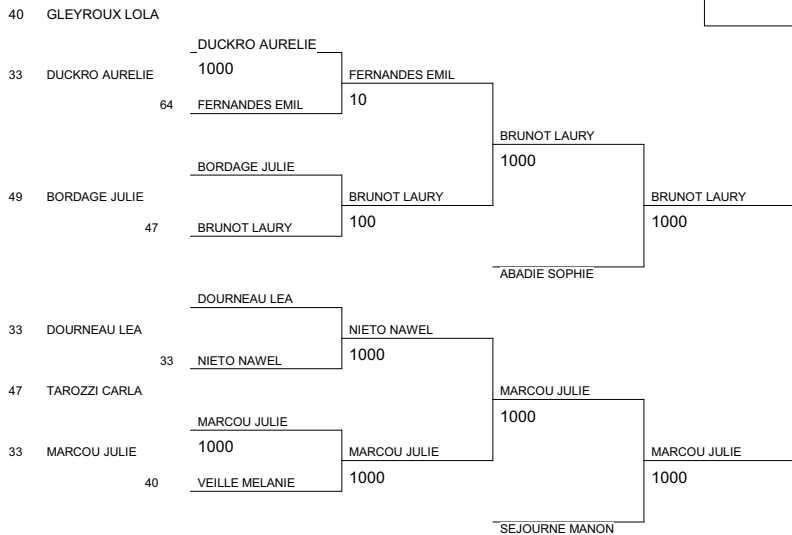 40 GLEYROUX LOLA
DUCKRO AURELIE
33 DUCKRO AURELIE 1000 FERNANDES EMIL
64 FERNANDES EMIL 10
BRUNOT LAURY
BORDAGE JULIE 1000
49 BORDAGE JULIE BRUNOT LAURY BRUNOT LAURY
47 BRUNOT LAURY 100 1000
ABADIE SOPHIE
DOURNEAU LEA
33 DOURNEAU LEA NIETO NAWEL
33 NIETO NAWEL 1000
47 TAROZZI CARLA MARCOU JULIE
MARCOU JULIE 1000
33 MARCOU JULIE 1000 MARCOU JULIE MARCOU JULIE
40 VEILLE MELANIE 1000 1000
SEJOURNE MANON